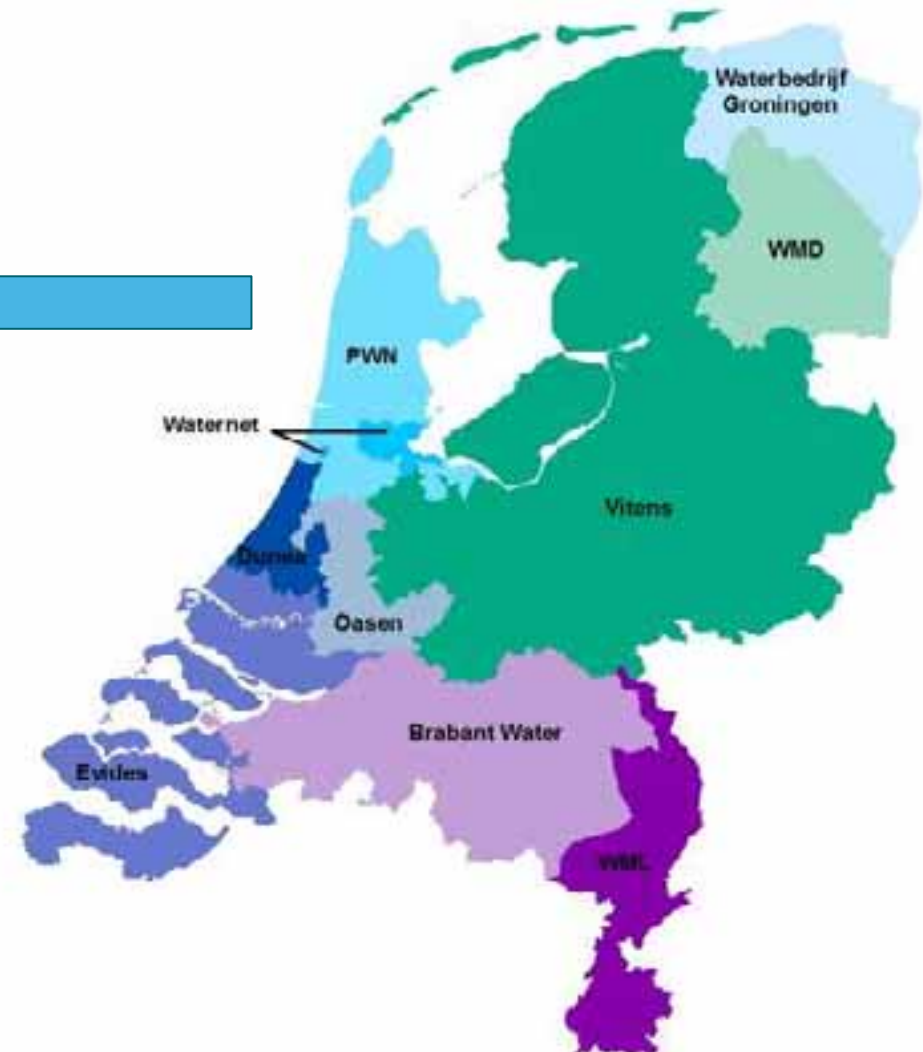 Waterbedrijf
Groningen
WMD
PWN
Waternet
Vitens
Dunea
Oasen
Brabant Water
Evides
WML